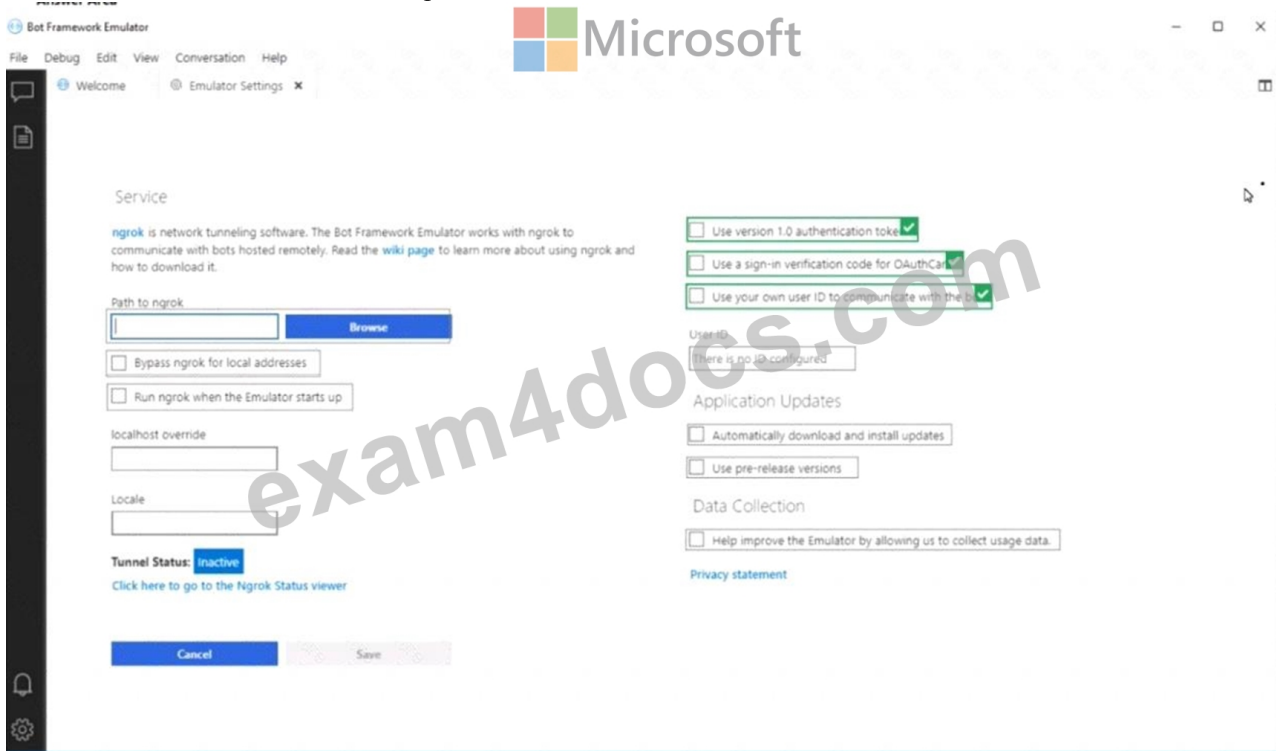 Answer Area
Bot Framework Emulator
Microsoft
File Debug Edit View Conversation Help
Welcome Emulator Settings
Service
ngrok is network tunneling software. The Bot Framework Emulator works with ngrok to
communicate with bots hosted remotely. Read the wiki page to learn more about using ngrok and
how to download it.
Path to ngrok
Browse
Bypass ngrok for local addresses
Run ngrok when the Emulator starts up
localhost override
Locale
Tunnel Status: Inactive
Click here to go to the Ngrok Status viewer
Cancel Save
Use version 1.0 authentication toke
Use a sign-in verification code for OAuthCar
Use your own user ID to communicate with the b
User ID
There is no ID configured
Application Updates
Automatically download and install updates
Use pre-release versions
Data Collection
Help improve the Emulator by allowing us to collect usage data.
Privacy statement
exam4docs.com